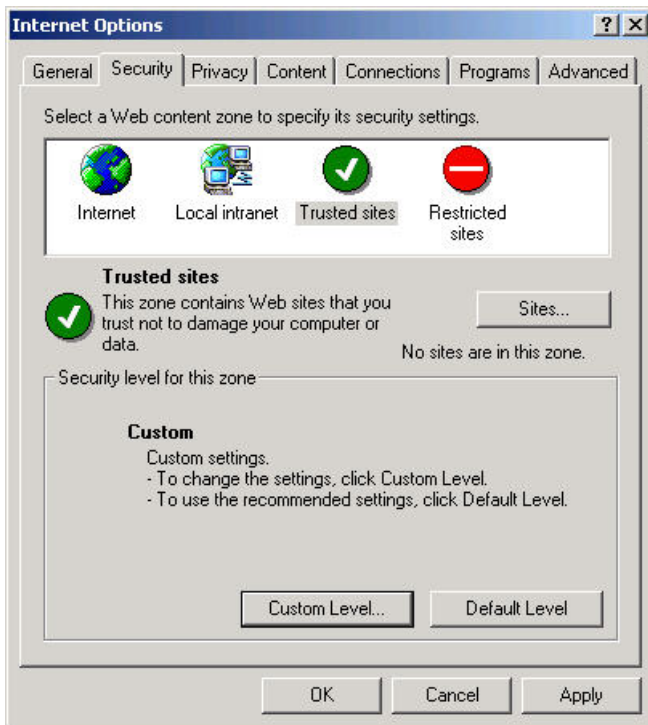 Internet Options
General Security Privacy Content Connections Programs Advanced
Select a Web content zone to specify its security settings.
Internet Local intranet Trusted sites Restricted
sites
Trusted sites
This zone contains Web sites that you
trust not to damage your computer or
data.
Sites...
No sites are in this zone.
Security level for this zone
Custom
Custom settings.
- To change the settings, click Custom Level.
- To use the recommended settings, click Default Level.
Custom Level... Default Level
OK Cancel Apply